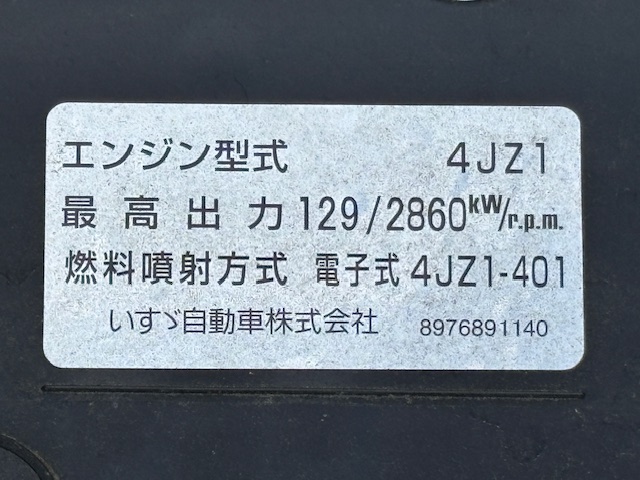 エンジン型式 4JZ1
最高出力 129/2860kW/r.p.m.
燃料噴射方式 電子式 4JZ1-401
いすゞ自動車株式会社 8976891140